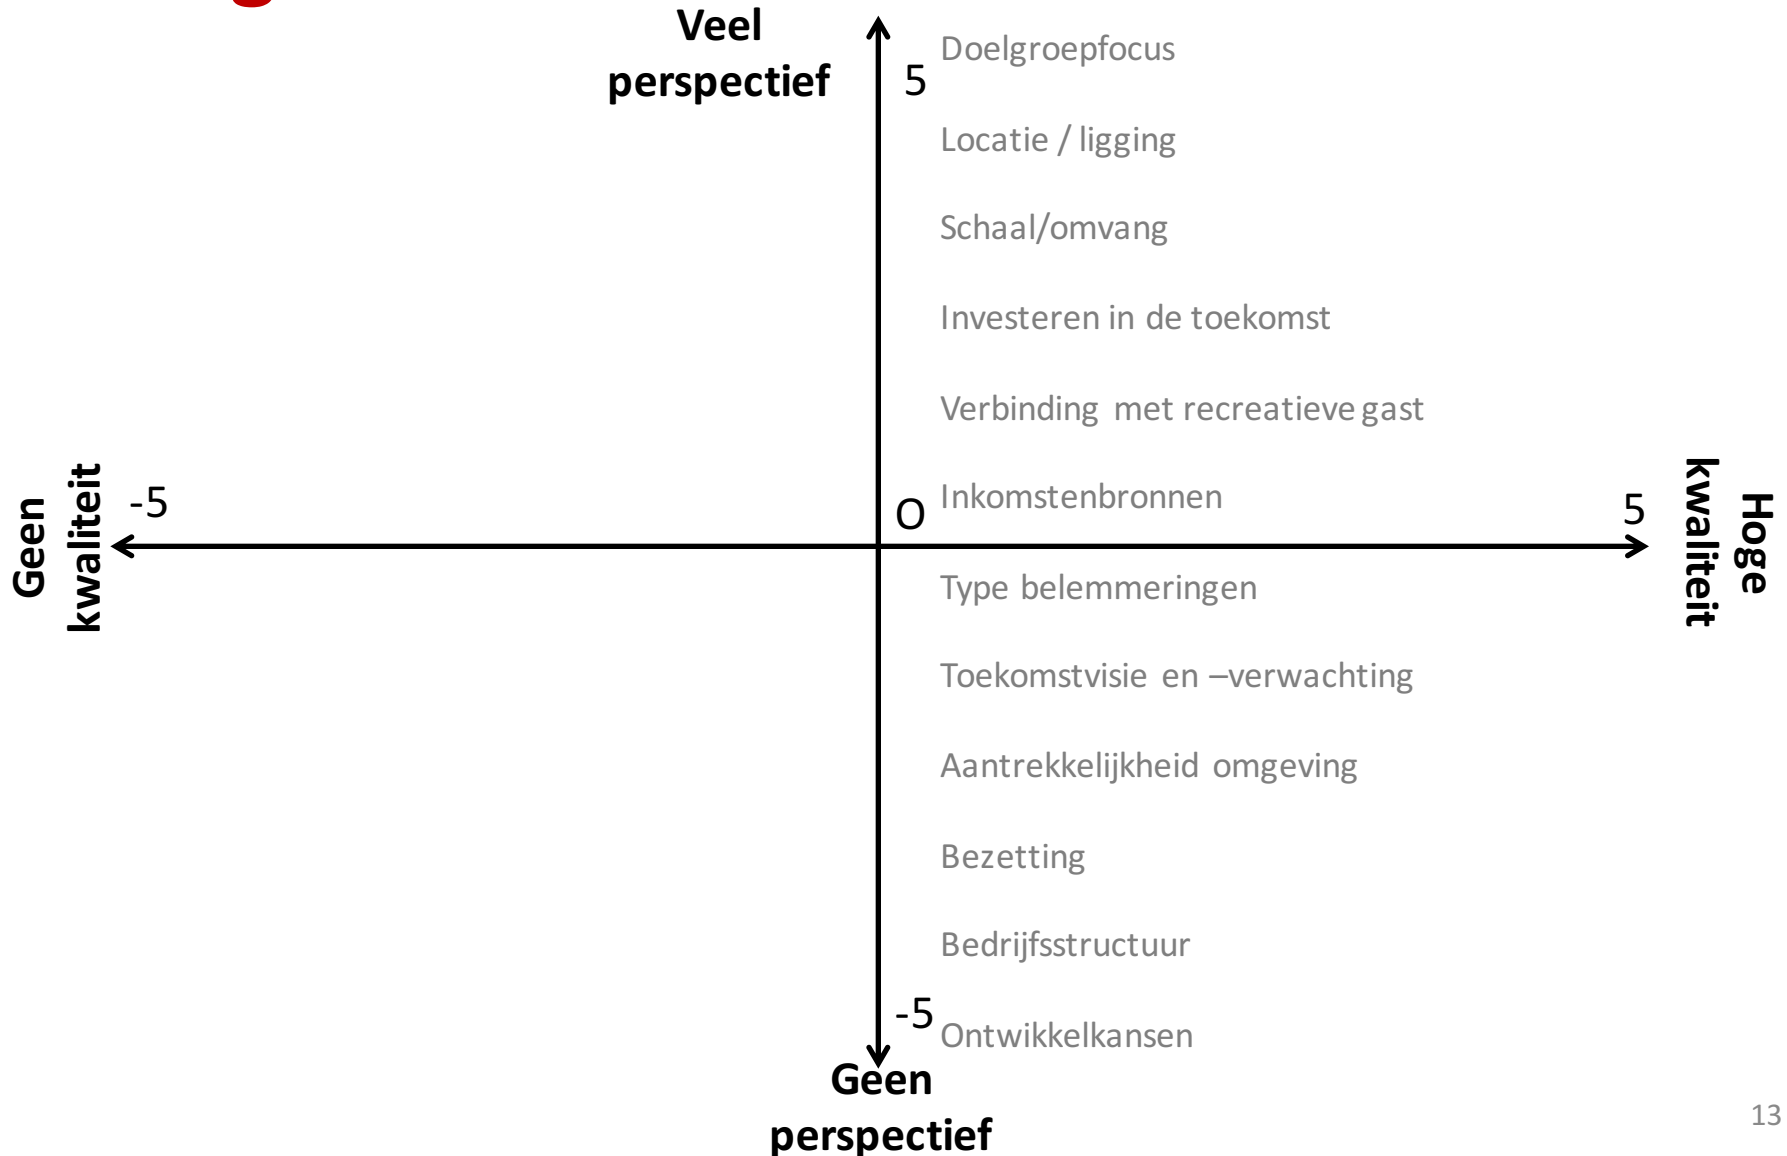 Veel
perspectief
5
Doelgroepfocus
Locatie / ligging
Schaal/omvang
Investeren in de toekomst
Verbinding met recreatieve gast
Inkomstenbronnen
Geen
kwaliteit
-5
O
5
Hoge
kwaliteit
Type belemmeringen
Toekomstvisie en –verwachting
Aantrekkelijkheid omgeving
Bezetting
Bedrijfsstructuur
-5
Ontwikkelkansen
Geen
perspectief
13